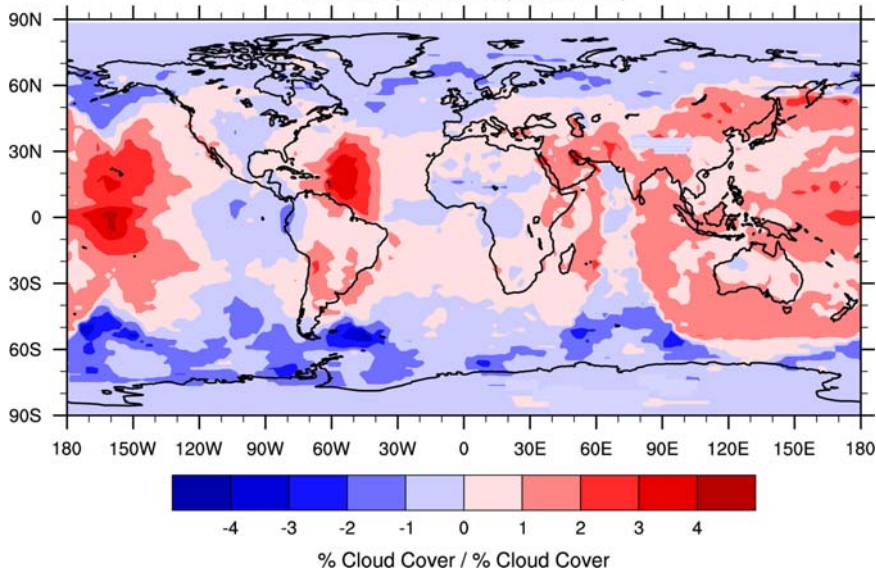 90N
60N
30N
0
30S
60S
90S
180 150W 120W 90W 60W 30W 0 30E 60E 90E 120E 150E 180
-4 -3 -2 -1 0 1 2 3 4
% Cloud Cover / % Cloud Cover